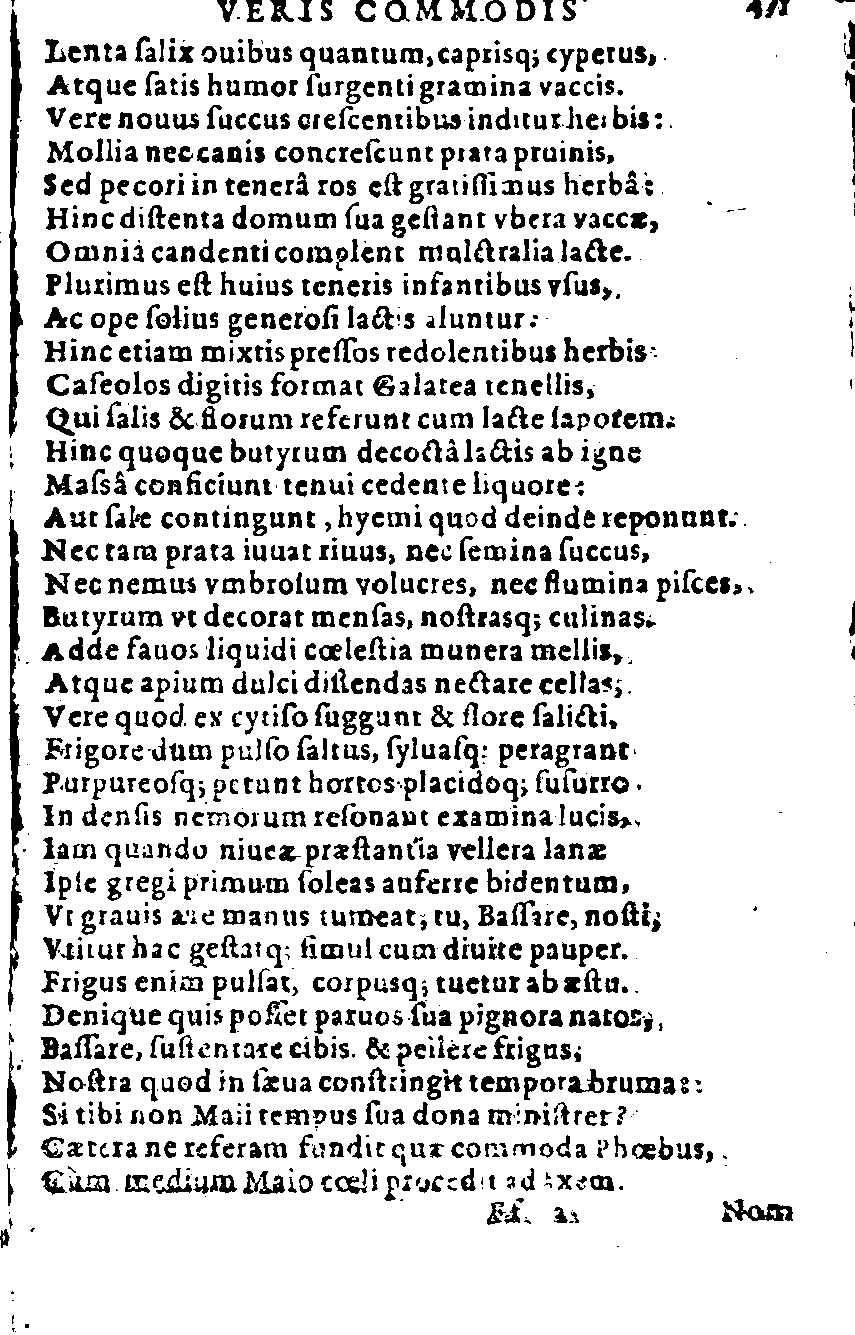 VERIS COMMODIS 471
Lenta ſalix ouibus quantum, caprisq; cyperus,
Atque ſatis humor ſurgenti gramina vaccis.
Vere nouus ſuccus creſcentibus inditur herbis:
Mollia nec canis concreſcunt prata pruinis,
Sed pecori in tenerâ ros eſt gratiſſimus herbâ:
Hinc diſtenta domum ſua geſtant vbera vaccæ,
Omnia candenti complent mulctralia lacte.
Plurimus eſt huius teneris infantibus vſus,
Ac ope ſolius generoſi lactis aluntur:
Hinc etiam mixtis preſſos redolentibus herbis
Caſeolos digitis format Galatea tenellis,
Qui ſalis & florum referunt cum lacte ſaporem:
Hinc quoque butyrum decoctâ lactis ab igne
Maſsâ conficiunt tenui cedente liquore:
Aut ſale contingunt, hyemi quod deinde reponunt.
Nec tam prata iuuat riuus, nec ſemina ſuccus,
Nec nemus vmbroſum volucres, nec flumina piſces,
Butyrum vt decorat menſas, noſtrasq; culinas.
Adde fauos liquidi cœleſtia munera mellis,
Atque apium dulci diſtendas nectare cellas;
Vere quod ex cytiſo ſuggunt & flore ſalicti,
Frigore dum pulſo ſaltus, ſyluaſq; peragrant
Purpureoſq; petunt hortos placidoq; ſuſurro
In denſis nemorum reſonant examina lucis,
Iam quando niueæ præſtantia vellera lanæ
Ipſe gregi primum ſoleas auferre bidentum,
Vt grauis ære manus tumeat, tu, Baſſare, noſti;
Vtitur hac geſtatq; ſimul cum diuite pauper.
Frigus enim pulſat, corpusq; tuetur ab æſtu.
Denique quis poſſet paruos ſua pignora natos,
Baſſare, ſuſtentare cibis & pellere frigus,
Noſtra quod in ſæua conſtringit tempora bruma:
Si tibi non Maii tempus ſua dona miniſtret?
Cætera ne referam fundit quæ commoda Phœbus,
Cùm medium Maio cœli procedit ad axem.
Ff. 2. Nam